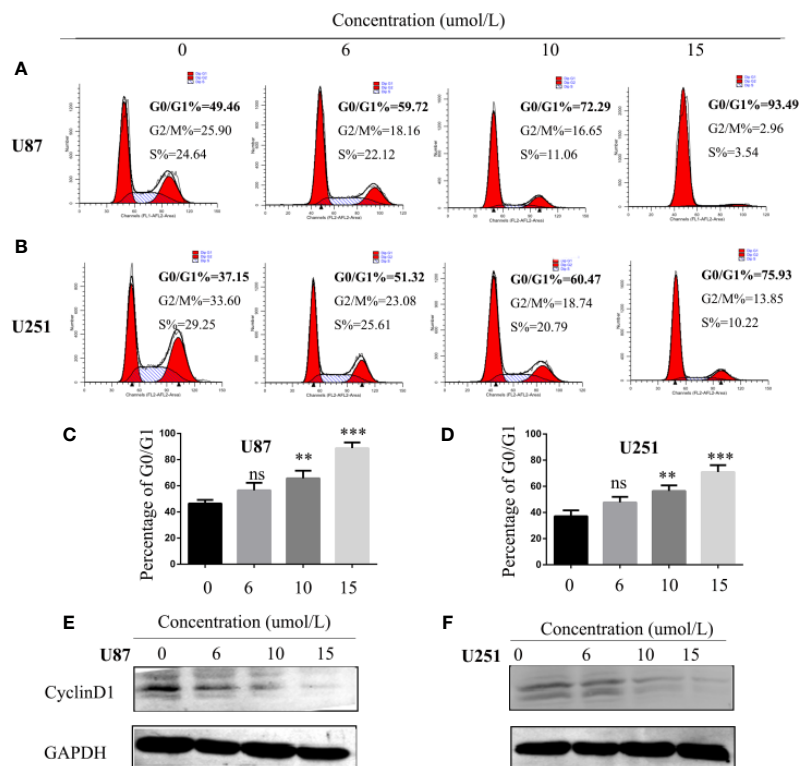 Concentration (umol/L)
0 6 10 15
A
U87
G0/G1%=49.46
G2/M%=25.90
S%=24.64
G0/G1%=59.72
G2/M%=18.16
S%=22.12
G0/G1%=72.29
G2/M%=16.65
S%=11.06
G0/G1%=93.49
G2/M%=2.96
S%=3.54
B
U251
G0/G1%=37.15
G2/M%=33.60
S%=29.25
G0/G1%=51.32
G2/M%=23.08
S%=25.61
G0/G1%=60.47
G2/M%=18.74
S%=20.79
G0/G1%=75.93
G2/M%=13.85
S%=10.22
C
U87
Percentage of G0/G1
100
80
60
40
20
0
ns ** ***
0 6 10 15
D
U251
Percentage of G0/G1
100
80
60
40
20
0
ns ** ***
0 6 10 15
E
Concentration (umol/L)
U87 0 6 10 15
CyclinD1
GAPDH
F
Concentration (umol/L)
U251 0 6 10 15